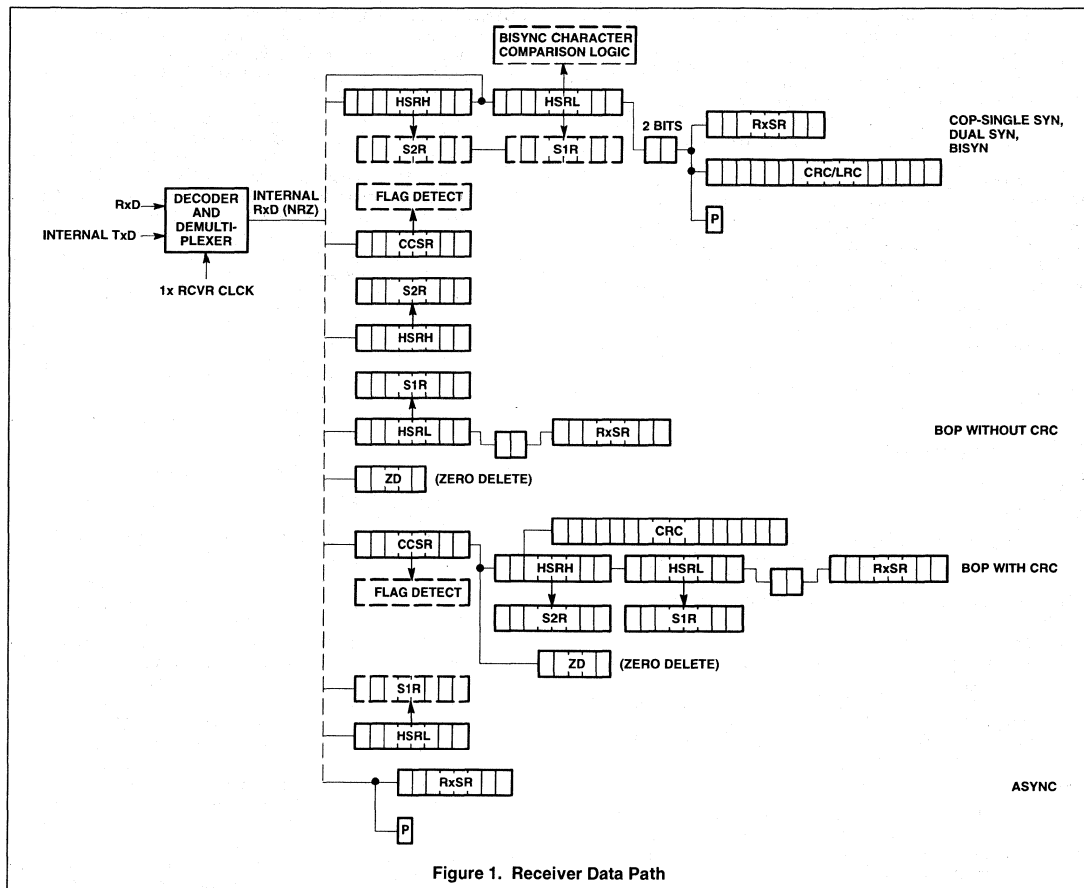 BISYNC CHARACTER
COMPARISON LOGIC
HSRH
HSRL
2 BITS
RxSR
COP-SINGLE SYN,
DUAL SYN,
BISYN
S2R
S1R
CRC/LRC
P
FLAG DETECT
RxD
INTERNAL TxD
DECODER
AND
DEMULTI-
PLEXER
INTERNAL
RxD (NRZ)
1x RCVR CLCK
CCSR
S2R
HSRH
S1R
HSRL
RxSR
BOP WITHOUT CRC
ZD
(ZERO DELETE)
CRC
CCSR
HSRH
HSRL
RxSR
BOP WITH CRC
FLAG DETECT
S2R
S1R
ZD
(ZERO DELETE)
S1R
HSRL
RxSR
ASYNC
P
Figure 1. Receiver Data Path